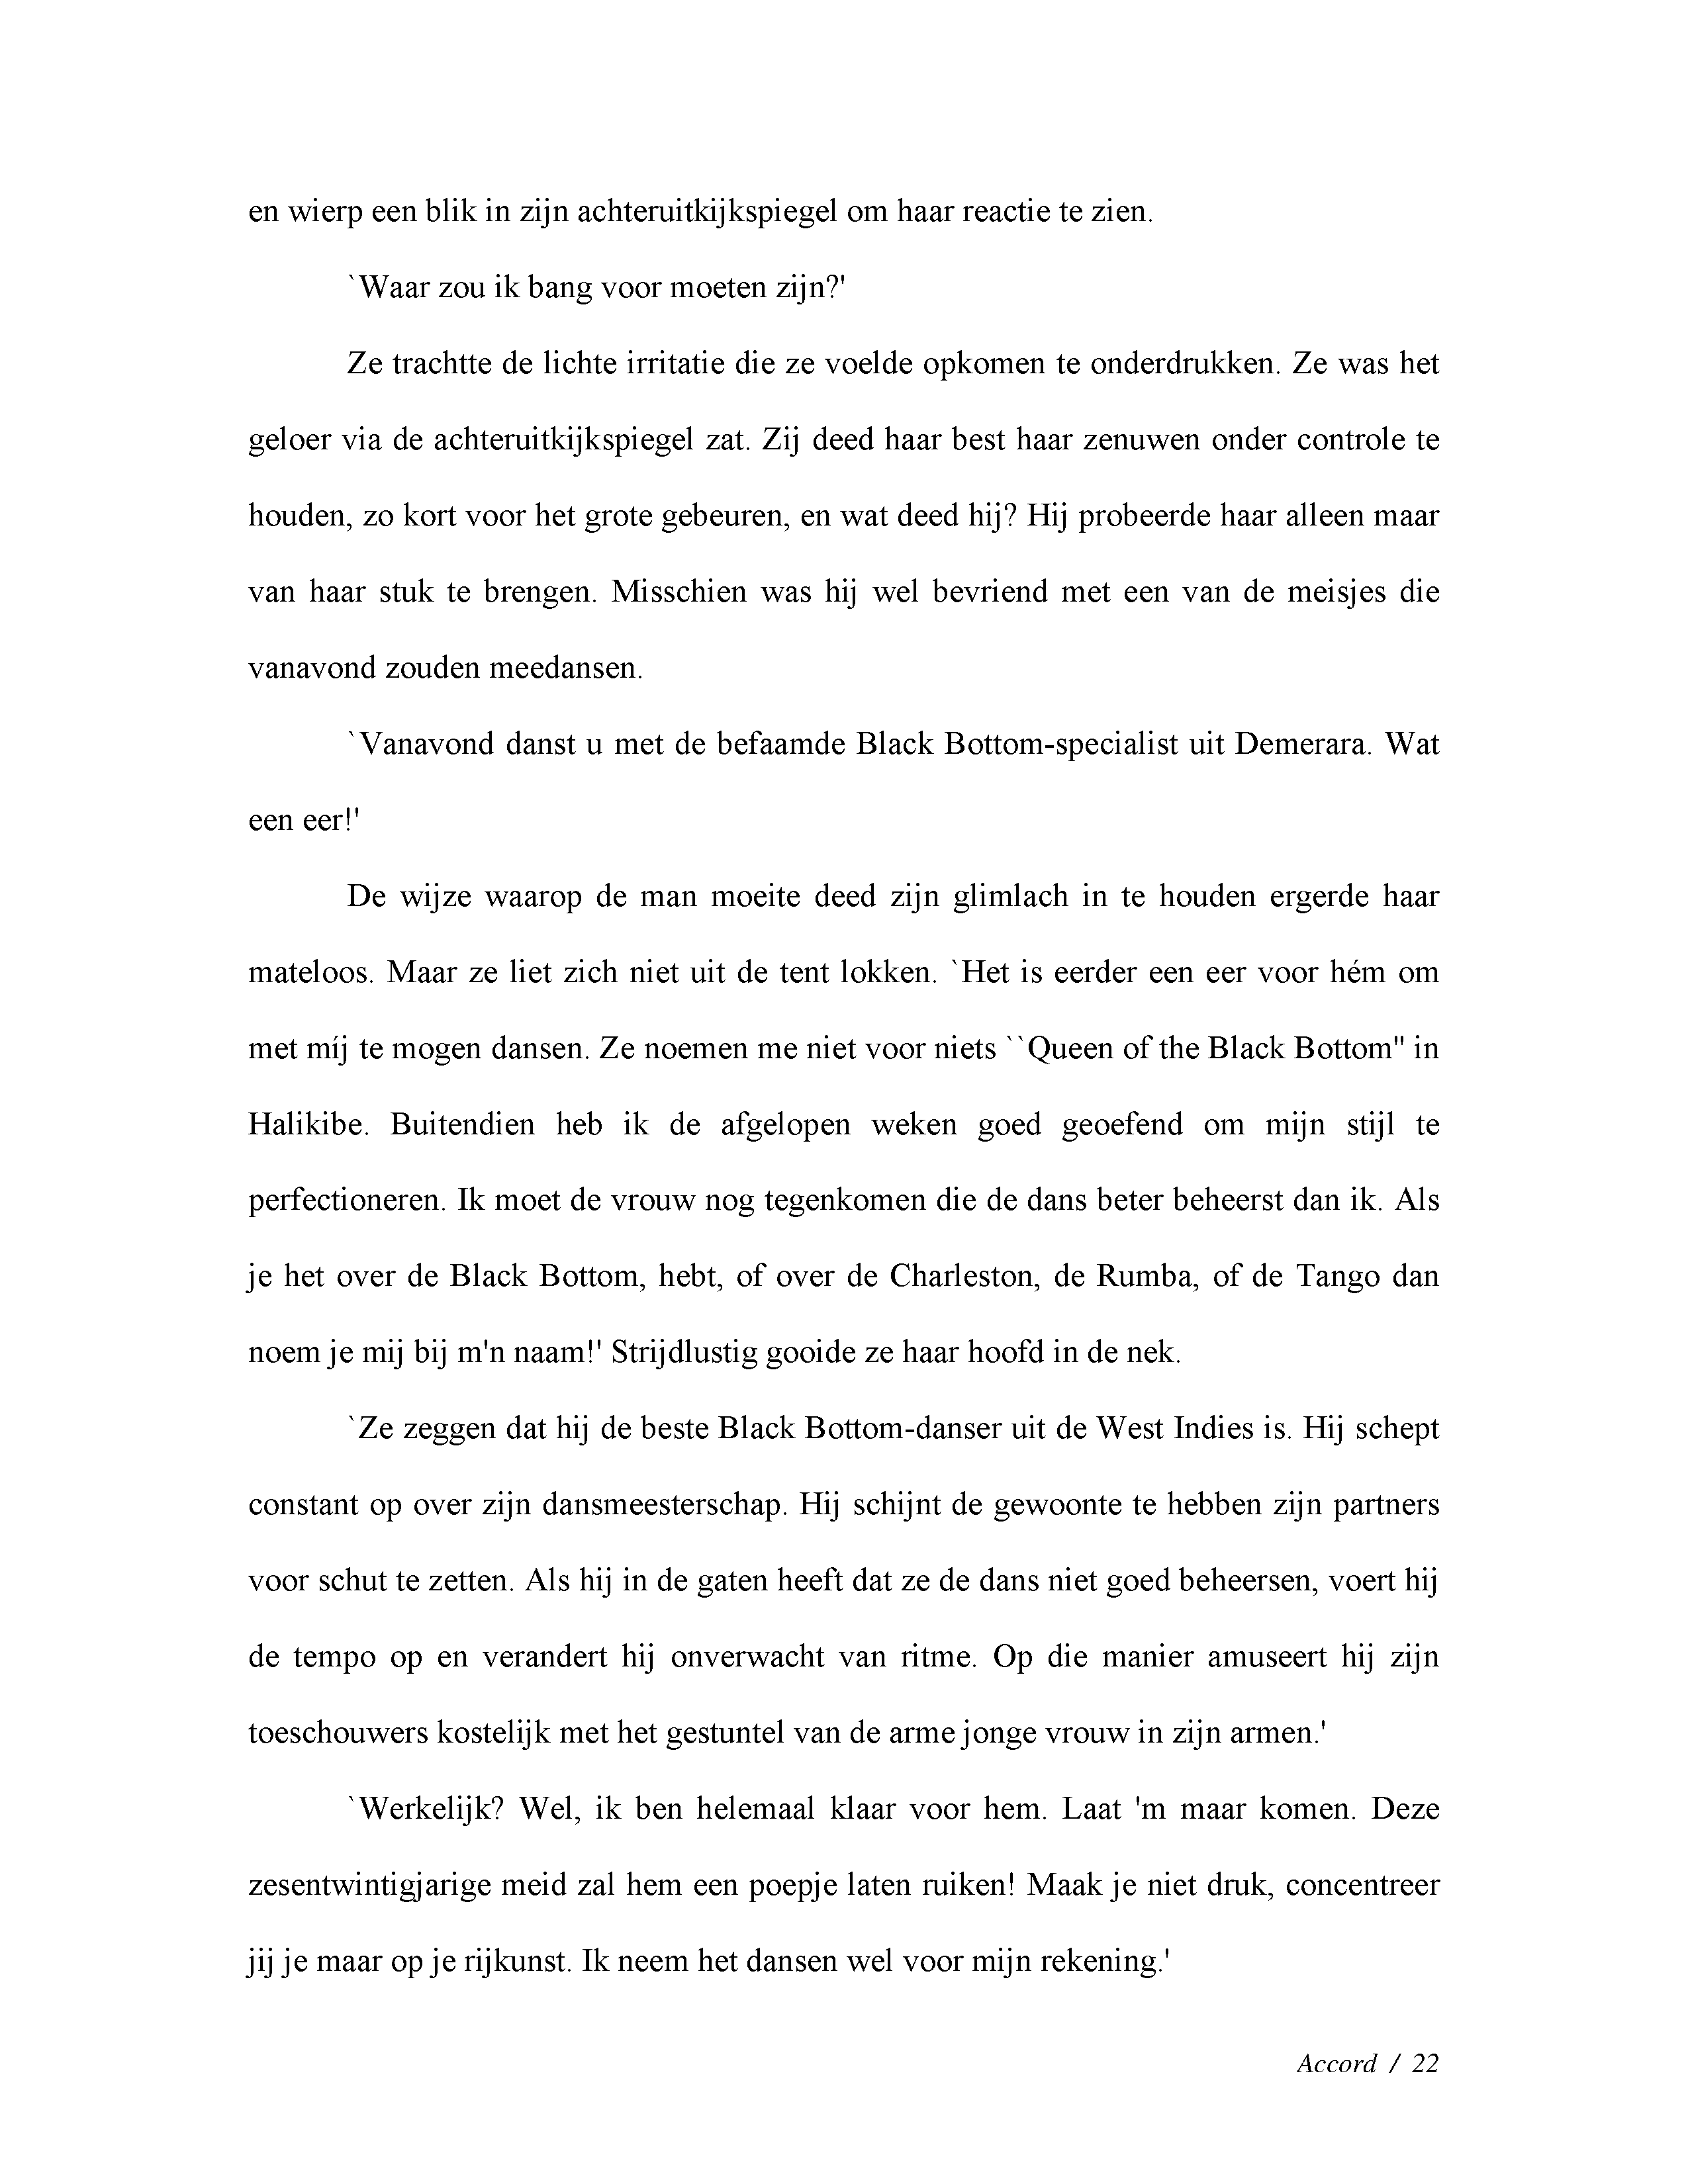 en wierp een blik in zijn achteruitkijkspiegel om haar reactie te zien.
`Waar zou ik bang voor moeten zijn?'
Ze trachtte de lichte irritatie die ze voelde opkomen te onderdrukken. Ze was het
geloer via de achteruitkijkspiegel zat. Zij deed haar best haar zenuwen onder controle te
houden, zo kort voor het grote gebeuren, en wat deed hij? Hij probeerde haar alleen maar
van haar stuk te brengen. Misschien was hij wel bevriend met een van de meisjes die
vanavond zouden meedansen.
`Vanavond danst u met de befaamde Black Bottom-specialist uit Demerara. Wat
een eer!'
De wijze waarop de man moeite deed zijn glimlach in te houden ergerde haar
mateloos. Maar ze liet zich niet uit de tent lokken. `Het is eerder een eer voor hém om
met míj te mogen dansen. Ze noemen me niet voor niets ``Queen of the Black Bottom" in
Halikibe. Buitendien heb ik de afgelopen weken goed geoefend om mijn stijl te
perfectioneren. Ik moet de vrouw nog tegenkomen die de dans beter beheerst dan ik. Als
je het over de Black Bottom, hebt, of over de Charleston, de Rumba, of de Tango dan
noem je mij bij m'n naam!' Strijdlustig gooide ze haar hoofd in de nek.
`Ze zeggen dat hij de beste Black Bottom-danser uit de West Indies is. Hij schept
constant op over zijn dansmeesterschap. Hij schijnt de gewoonte te hebben zijn partners
voor schut te zetten. Als hij in de gaten heeft dat ze de dans niet goed beheersen, voert hij
de tempo op en verandert hij onverwacht van ritme. Op die manier amuseert hij zijn
toeschouwers kostelijk met het gestuntel van de arme jonge vrouw in zijn armen.'
`Werkelijk? Wel, ik ben helemaal klaar voor hem. Laat 'm maar komen. Deze
zesentwintigjarige meid zal hem een poepje laten ruiken! Maak je niet druk, concentreer
jij je maar op je rijkunst. Ik neem het dansen wel voor mijn rekening.'
Accord / 22